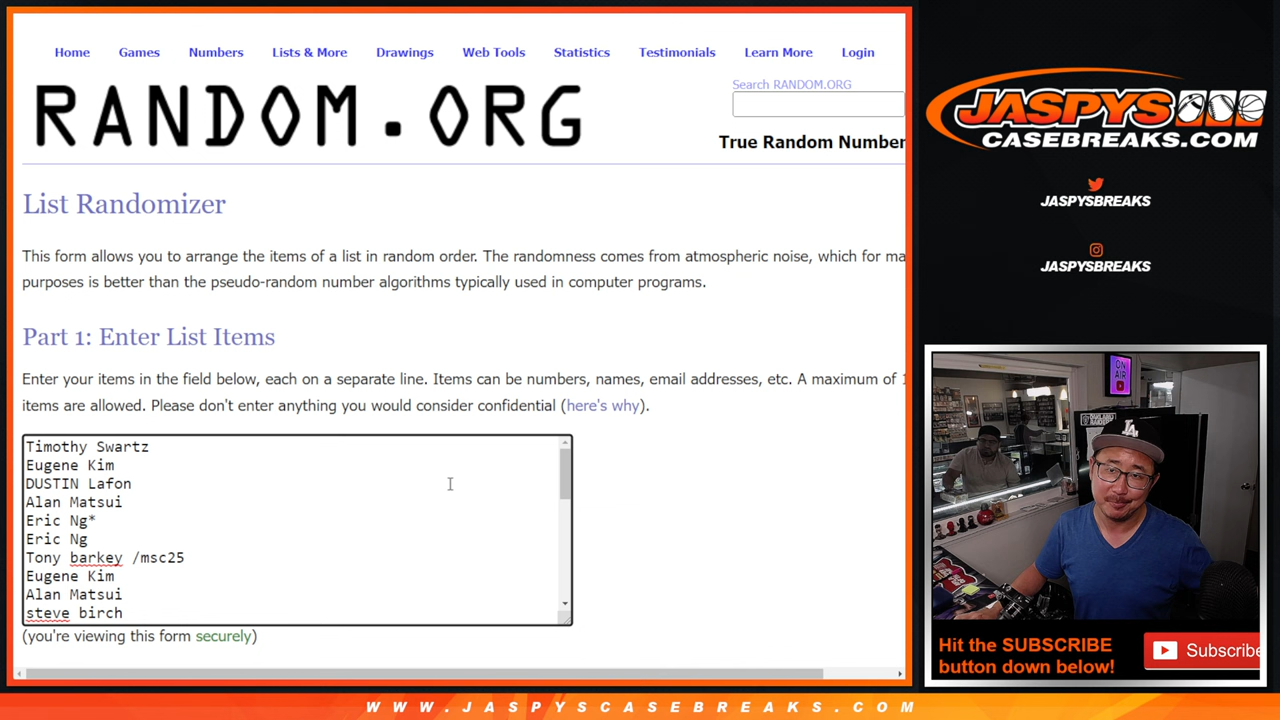 Home Games Numbers Lists & More Drawings Web Tools Statistics Testimonials Learn More Login
RANDOM.ORG
Search RANDOM.ORG
True Random Number
List Randomizer
This form allows you to arrange the items of a list in random order. The randomness comes from atmospheric noise, which for ma
purposes is better than the pseudo-random number algorithms typically used in computer programs.
Part 1: Enter List Items
Enter your items in the field below, each on a separate line. Items can be numbers, names, email addresses, etc. A maximum of 1
items are allowed. Please don't enter anything you would consider confidential (here's why).
Timothy Swartz
Eugene Kim
DUSTIN Lafon
Alan Matsui
Eric Ng*
Eric Ng
Tony barkey /msc25
Eugene Kim
Alan Matsui
steve birch
(you're viewing this form securely)
JASPYS
CASEBREAKS.COM
JASPYSBREAKS
JASPYSBREAKS
ON
AIR
LA
Hit the SUBSCRIBE
button down below!
Subscribe
WWW.JASPYSCASEBREAKS.COM